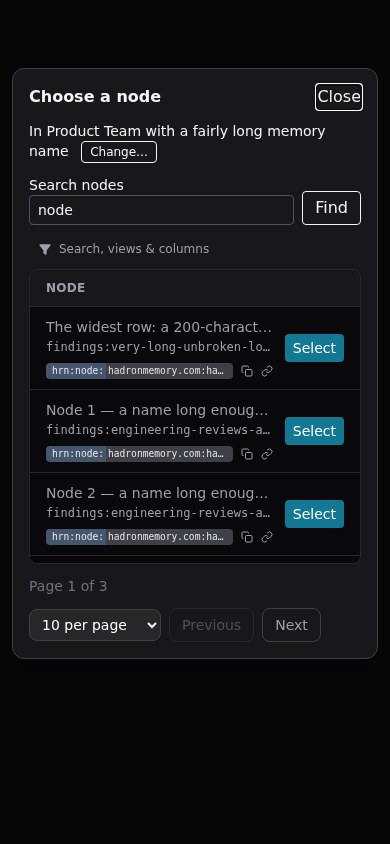 Choose a node
Close
In Product Team with a fairly long memory
name Change…
Search nodes
node
Find
Search, views & columns
NODE
The widest row: a 200-charact…
findings:very-long-unbroken-lo…
hrn:node: hadronmemory.com:ha…
Select
Node 1 — a name long enoug…
findings:engineering-reviews-a…
hrn:node: hadronmemory.com:ha…
Select
Node 2 — a name long enoug…
findings:engineering-reviews-a…
hrn:node: hadronmemory.com:ha…
Select
Page 1 of 3
10 per page
Previous
Next